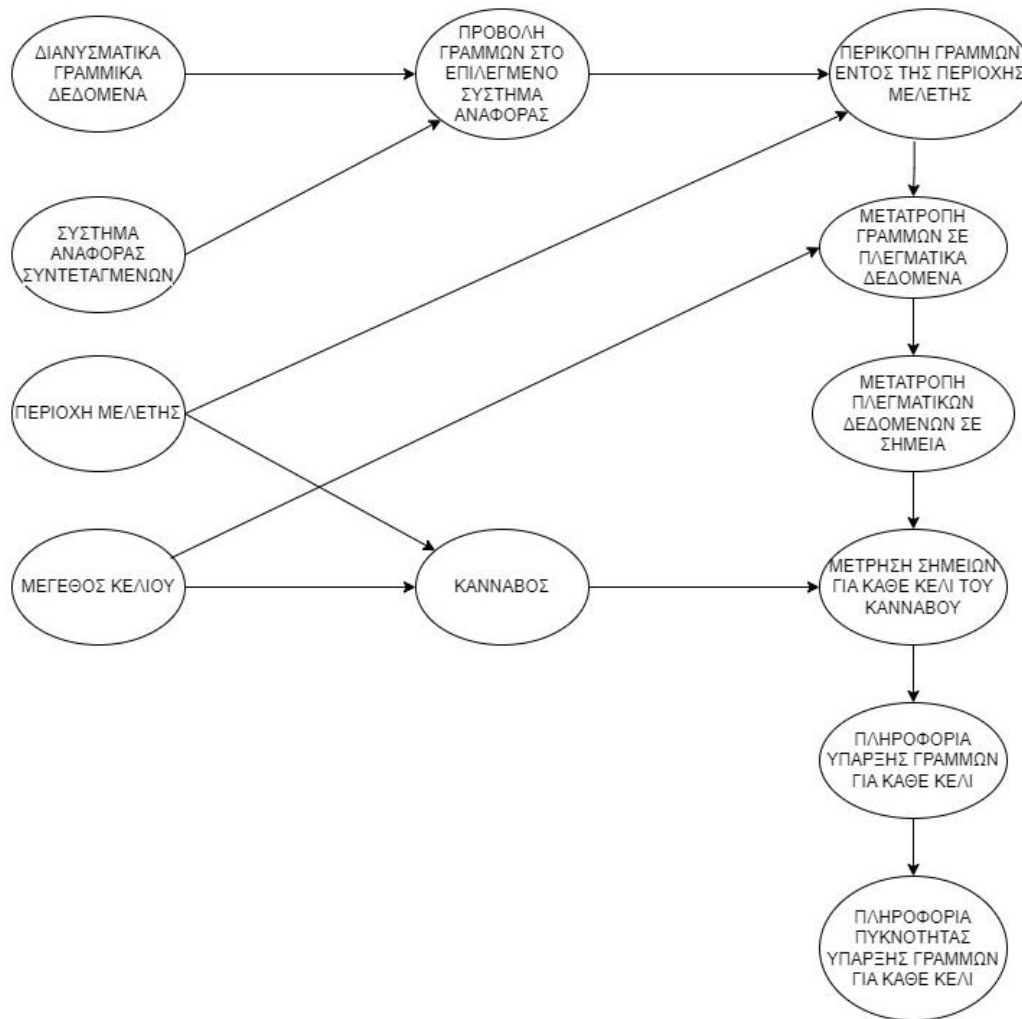 ΔΙΑΝΥΣΜΑΤΙΚΑ
ΓΡΑΜΜΙΚΑ
ΔΕΔΟΜΕΝΑ
ΠΡΟΒΟΛΗ
ΓΡΑΜΜΩΝ ΣΤΟ
ΕΠΙΛΕΓΜΕΝΟ
ΣΥΣΤΗΜΑ
ΑΝΑΦΟΡΑΣ
ΠΕΡΙΚΟΠΗ ΓΡΑΜΜΩΝ
ΕΝΤΟΣ ΤΗΣ ΠΕΡΙΟΧΗΣ
ΜΕΛΕΤΗΣ
ΣΥΣΤΗΜΑ
ΑΝΑΦΟΡΑΣ
ΣΥΝΤΕΤΑΓΜΕΝΩΝ
ΜΕΤΑΤΡΟΠΗ
ΓΡΑΜΜΩΝ ΣΕ
ΠΛΕΓΜΑΤΙΚΑ
ΔΕΔΟΜΕΝΑ
ΠΕΡΙΟΧΗ ΜΕΛΕΤΗΣ
ΜΕΤΑΤΡΟΠΗ
ΠΛΕΓΜΑΤΙΚΩΝ
ΔΕΔΟΜΕΝΩΝ ΣΕ
ΣΗΜΕΙΑ
ΜΕΓΕΘΟΣ ΚΕΛΙΟΥ
ΚΑΝΝΑΒΟΣ
ΜΕΤΡΗΣΗ ΣΗΜΕΙΩΝ
ΓΙΑ ΚΑΘΕ ΚΕΛΙ ΤΟΥ
ΚΑΝΝΑΒΟΥ
ΠΛΗΡΟΦΟΡΙΑ
ΥΠΑΡΞΗΣ ΓΡΑΜΜΩΝ
ΓΙΑ ΚΑΘΕ ΚΕΛΙ
ΠΛΗΡΟΦΟΡΙΑ
ΠΥΚΝΟΤΗΤΑΣ
ΥΠΑΡΞΗΣ ΓΡΑΜΜΩΝ
ΓΙΑ ΚΑΘΕ ΚΕΛΙ